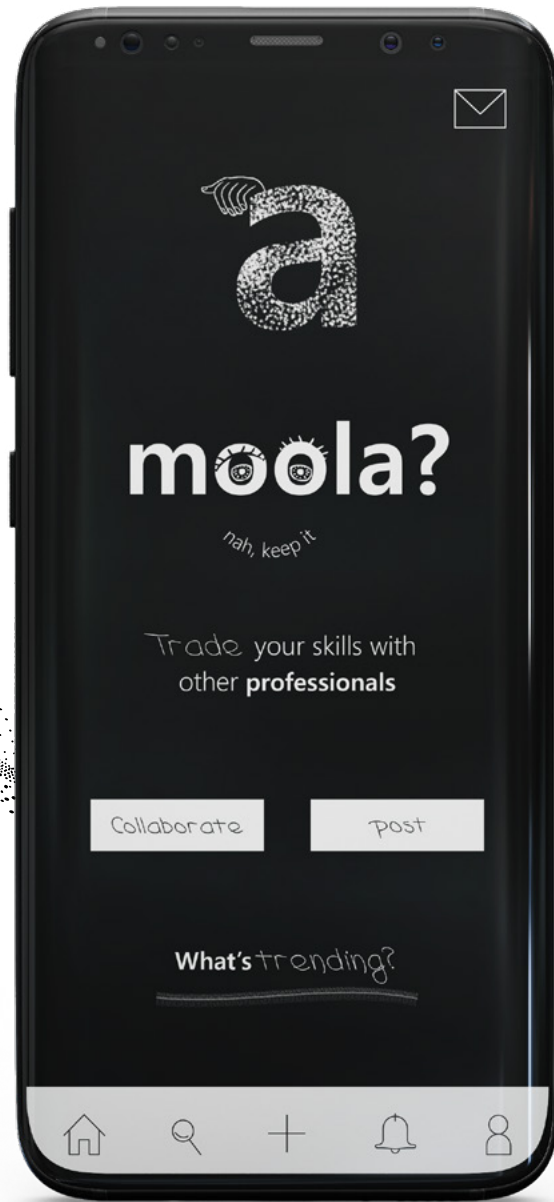 a
moola?
nah, keep it
Trade your skills with
other professionals
Collaborate
post
What's trending?